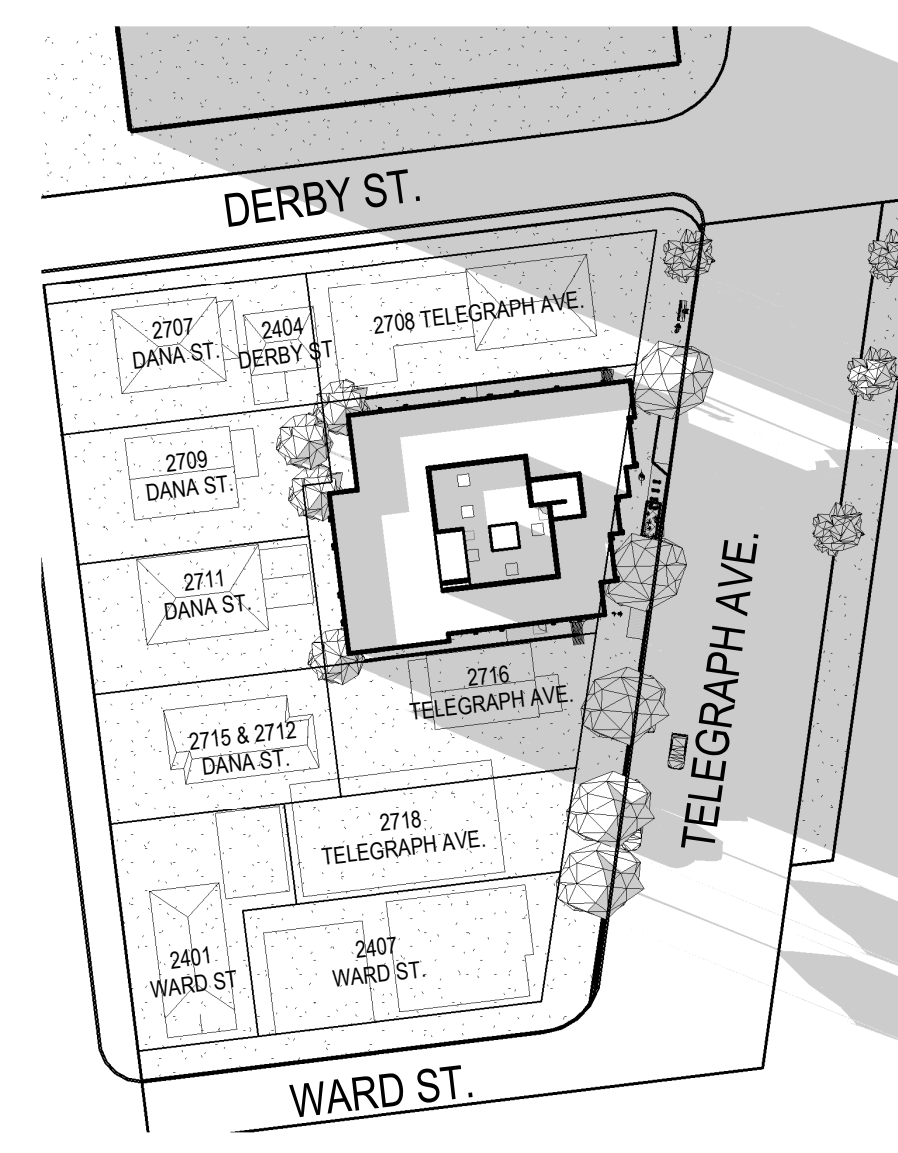 DERBY ST.
2708 TELEGRAPH AVE.
2707
DANA ST.
2404
DERBY ST
2709
DANA ST.
2711
DANA ST.
TELEGRAPH AVE.
2716
TELEGRAPH AVE.
2715 & 2712
DANA ST.
2718
TELEGRAPH AVE.
2401
WARD ST
2407
WARD ST.
WARD ST.